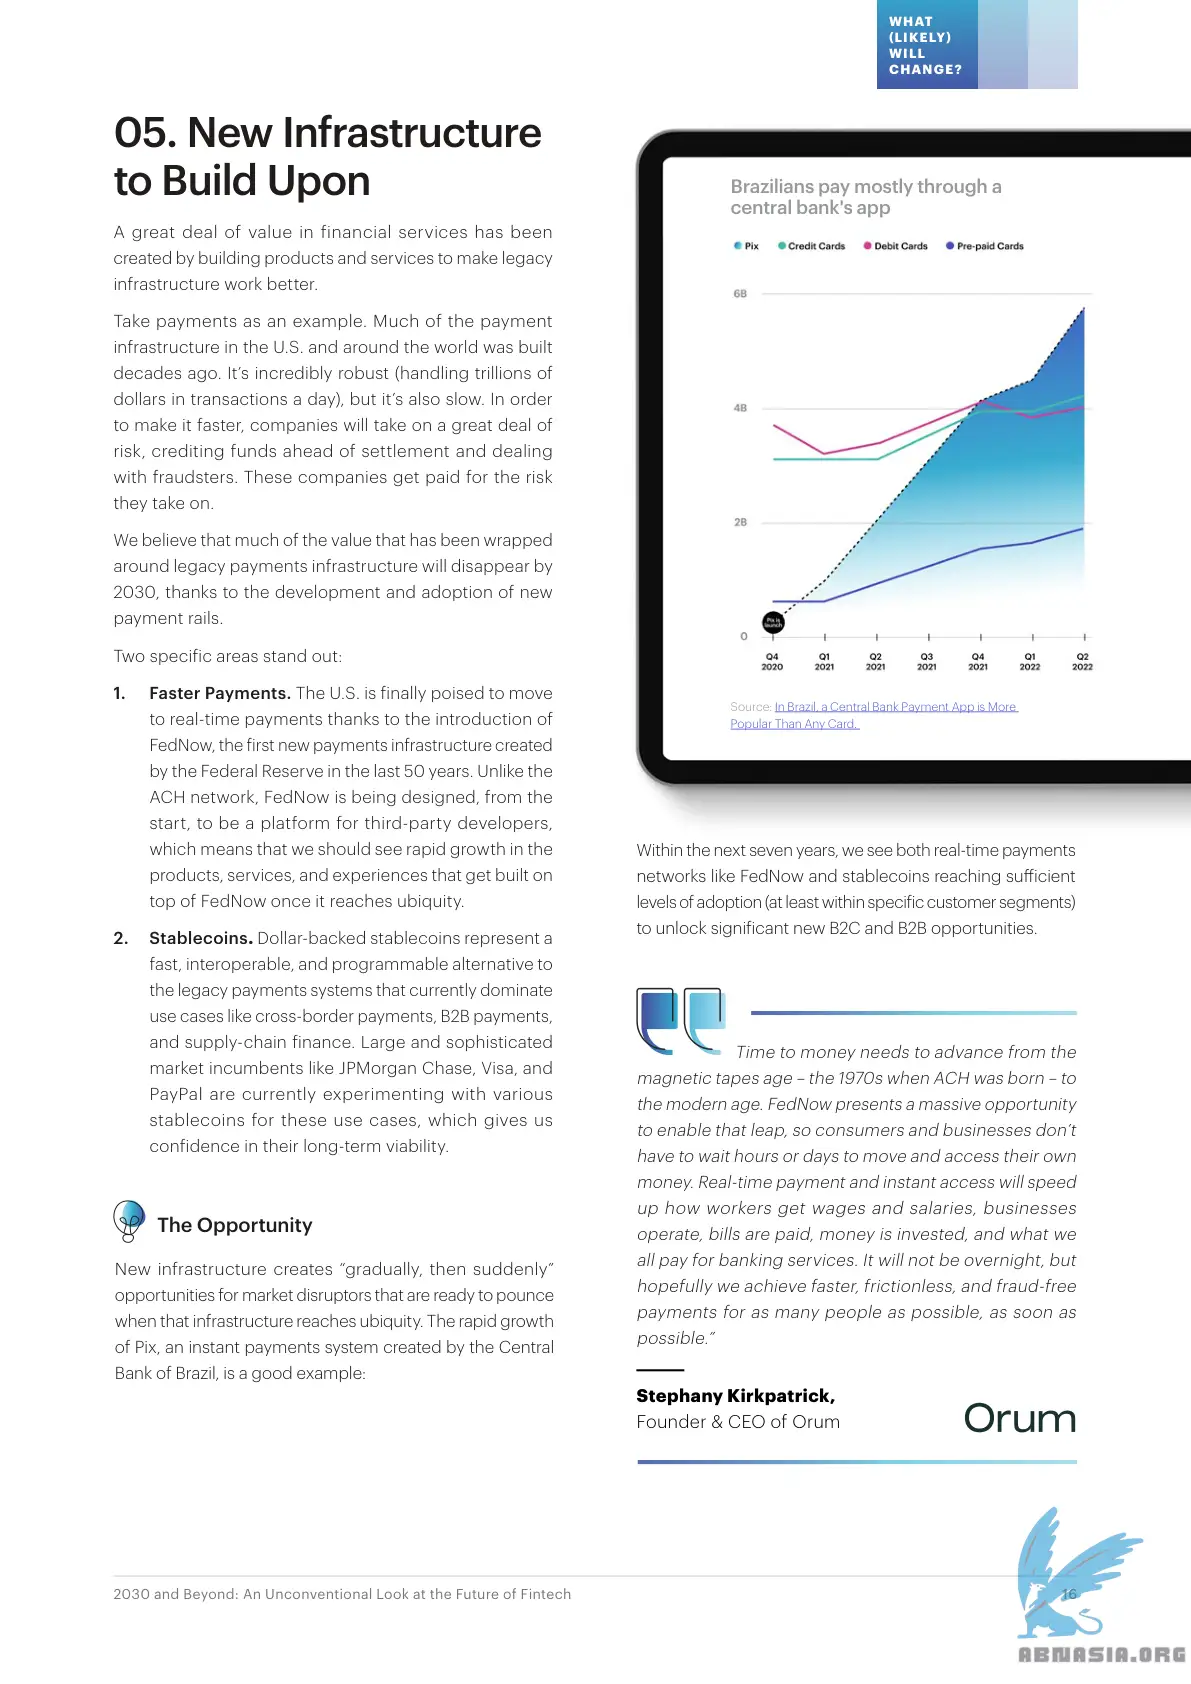 WHAT
(LIKELY)
WILL
CHANGE?
05. New Infrastructure
to Build Upon
A great deal of value in financial services has been
created by building products and services to make legacy
infrastructure work better.
Take payments as an example. Much of the payment
infrastructure in the U.S. and around the world was built
decades ago. It’s incredibly robust (handling trillions of
dollars in transactions a day), but it’s also slow. In order
to make it faster, companies will take on a great deal of
risk, crediting funds ahead of settlement and dealing
with fraudsters. These companies get paid for the risk
they take on.
We believe that much of the value that has been wrapped
around legacy payments infrastructure will disappear by
2030, thanks to the development and adoption of new
payment rails.
Two specific areas stand out:
1. Faster Payments. The U.S. is finally poised to move
to real-time payments thanks to the introduction of
FedNow, the first new payments infrastructure created
by the Federal Reserve in the last 50 years. Unlike the
ACH network, FedNow is being designed, from the
start, to be a platform for third-party developers,
which means that we should see rapid growth in the
products, services, and experiences that get built on
top of FedNow once it reaches ubiquity.
2. Stablecoins. Dollar-backed stablecoins represent a
fast, interoperable, and programmable alternative to
the legacy payments systems that currently dominate
use cases like cross-border payments, B2B payments,
and supply-chain finance. Large and sophisticated
market incumbents like JPMorgan Chase, Visa, and
PayPal are currently experimenting with various
stablecoins for these use cases, which gives us
confidence in their long-term viability.
The Opportunity
New infrastructure creates “gradually, then suddenly”
opportunities for market disruptors that are ready to pounce
when that infrastructure reaches ubiquity. The rapid growth
of Pix, an instant payments system created by the Central
Bank of Brazil, is a good example:
Brazilians pay mostly through a
central bank's app
Pix Credit Cards Debit Cards Pre-paid Cards
6B
4B
2B
0
Pix is
launch
Q4 Q1 Q2 Q3 Q4 Q1 Q2
2020 2021 2021 2021 2021 2022 2022
Source: In Brazil, a Central Bank Payment App is More
Popular Than Any Card.
Within the next seven years, we see both real-time payments
networks like FedNow and stablecoins reaching sufficient
levels of adoption (at least within specific customer segments)
to unlock significant new B2C and B2B opportunities.
Time to money needs to advance from the
magnetic tapes age – the 1970s when ACH was born – to
the modern age. FedNow presents a massive opportunity
to enable that leap, so consumers and businesses don’t
have to wait hours or days to move and access their own
money. Real-time payment and instant access will speed
up how workers get wages and salaries, businesses
operate, bills are paid, money is invested, and what we
all pay for banking services. It will not be overnight, but
hopefully we achieve faster, frictionless, and fraud-free
payments for as many people as possible, as soon as
possible.”
Stephany Kirkpatrick,
Founder & CEO of Orum
Orum
2030 and Beyond: An Unconventional Look at the Future of Fintech
16
ABNASIA.ORG